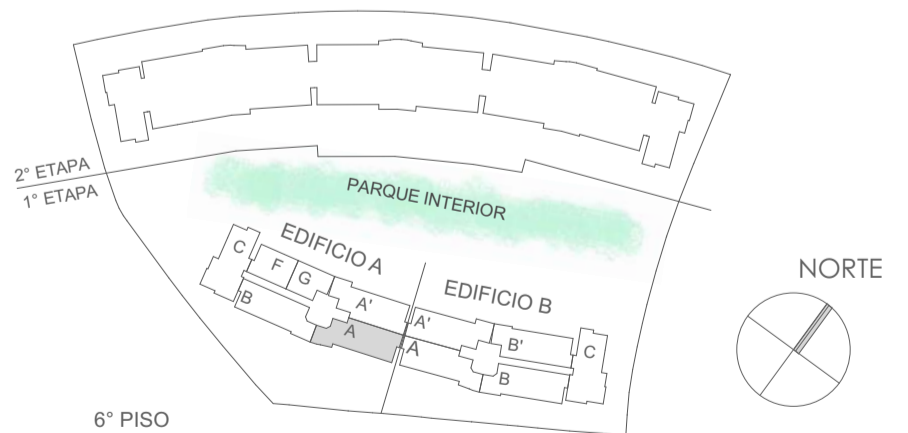 2° ETAPA
1° ETAPA
PARQUE INTERIOR
EDIFICIO A
C
F
G
B
A'
A
EDIFICIO B
A'
A
B'
B
C
NORTE
6° PISO